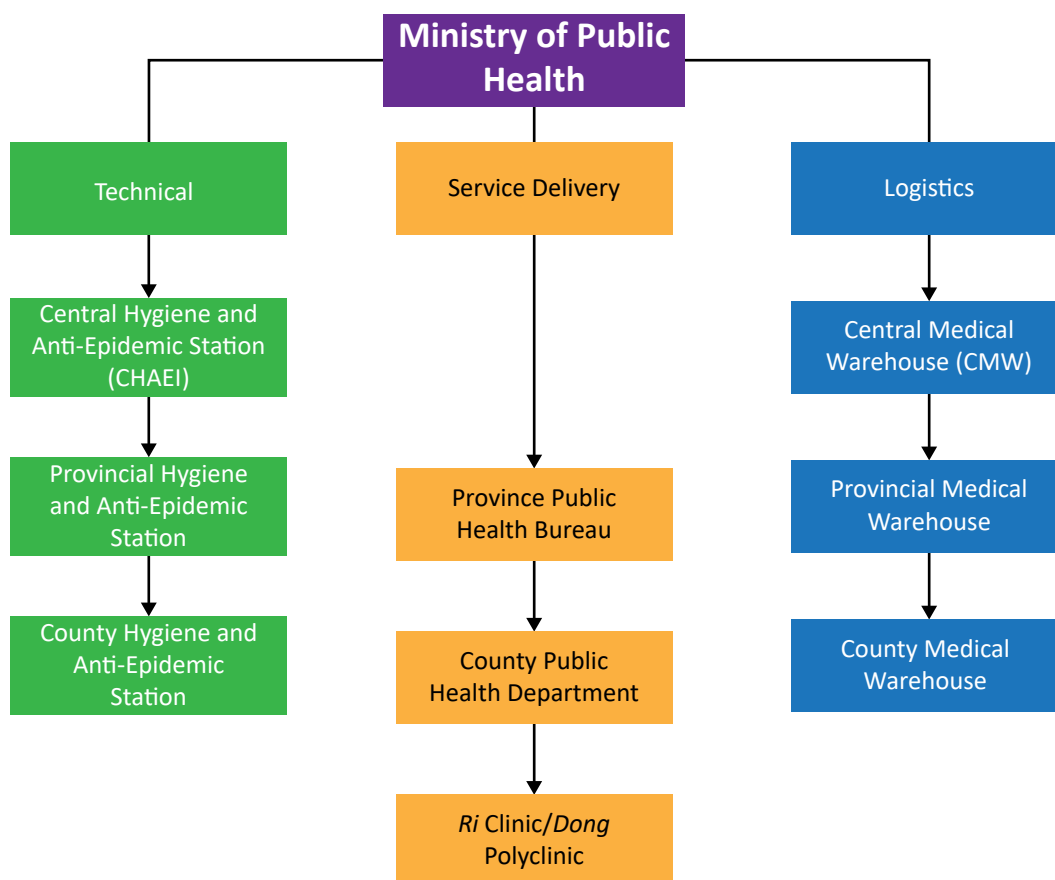 Ministry of Public
Health
Technical
Service Delivery
Logistics
Central Hygiene and
Anti-Epidemic Station
(CHAEI)
Central Medical
Warehouse (CMW)
Provincial Hygiene
and Anti-Epidemic
Station
Province Public
Health Bureau
Provincial Medical
Warehouse
County Hygiene and
Anti-Epidemic
Station
County Public
Health Department
County Medical
Warehouse
Ri Clinic/Dong
Polyclinic